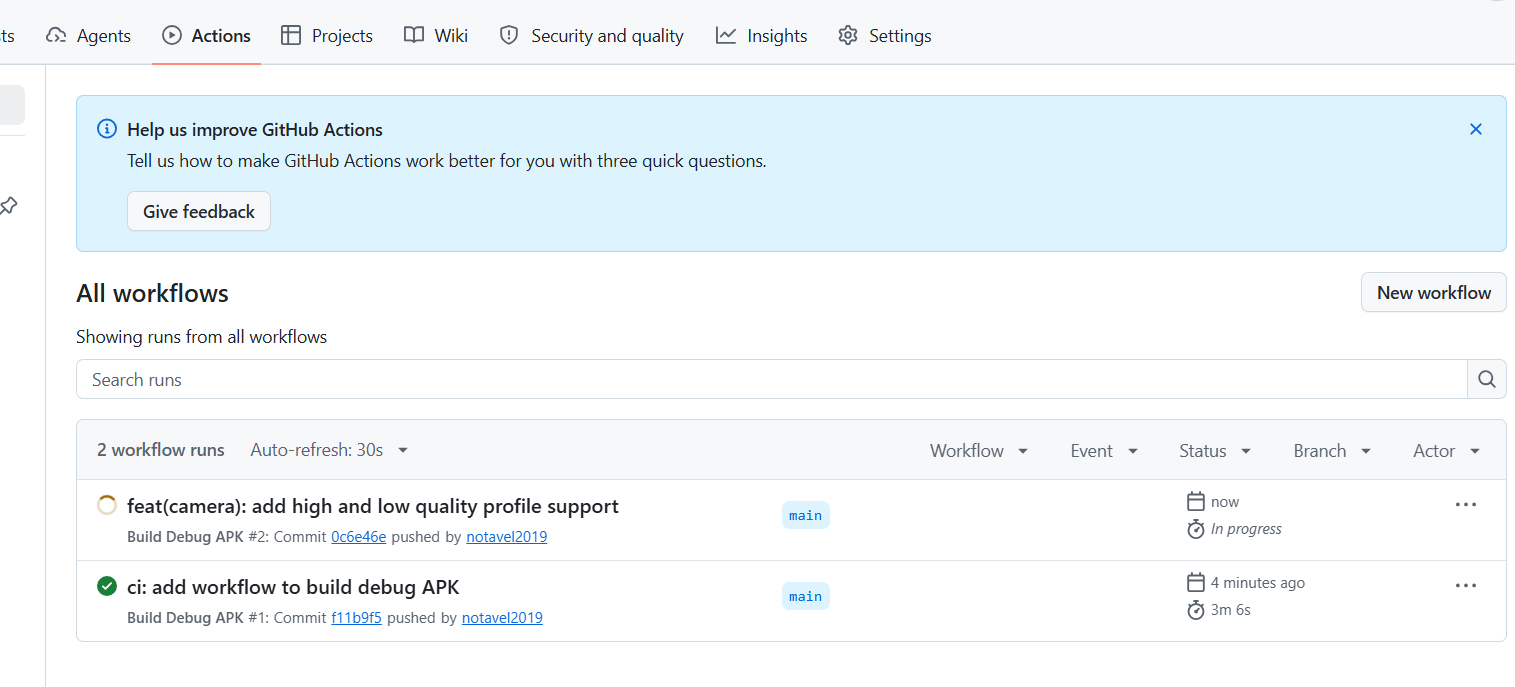 ts Agents Actions Projects Wiki Security and quality Insights Settings
Help us improve GitHub Actions
Tell us how to make GitHub Actions work better for you with three quick questions.
Give feedback
All workflows
New workflow
Showing runs from all workflows
Search runs
2 workflow runs Auto-refresh: 30s Workflow Event Status Branch Actor
feat(camera): add high and low quality profile support
Build Debug APK #2: Commit 0c6e46e pushed by notavel2019
main
now
In progress
ci: add workflow to build debug APK
Build Debug APK #1: Commit f11b9f5 pushed by notavel2019
main
4 minutes ago
3m 6s